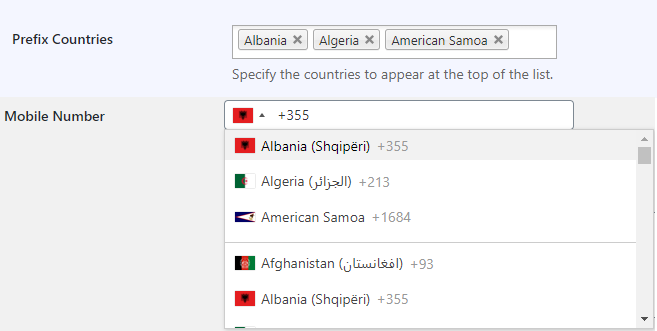 Prefix Countries
Albania × Algeria × American Samoa ×
Specify the countries to appear at the top of the list.
Mobile Number
+355
Albania (Shqipëri) +355
Algeria (الجزائر) +213
American Samoa +1684
Afghanistan (افغانستان) +93
Albania (Shqipëri) +355